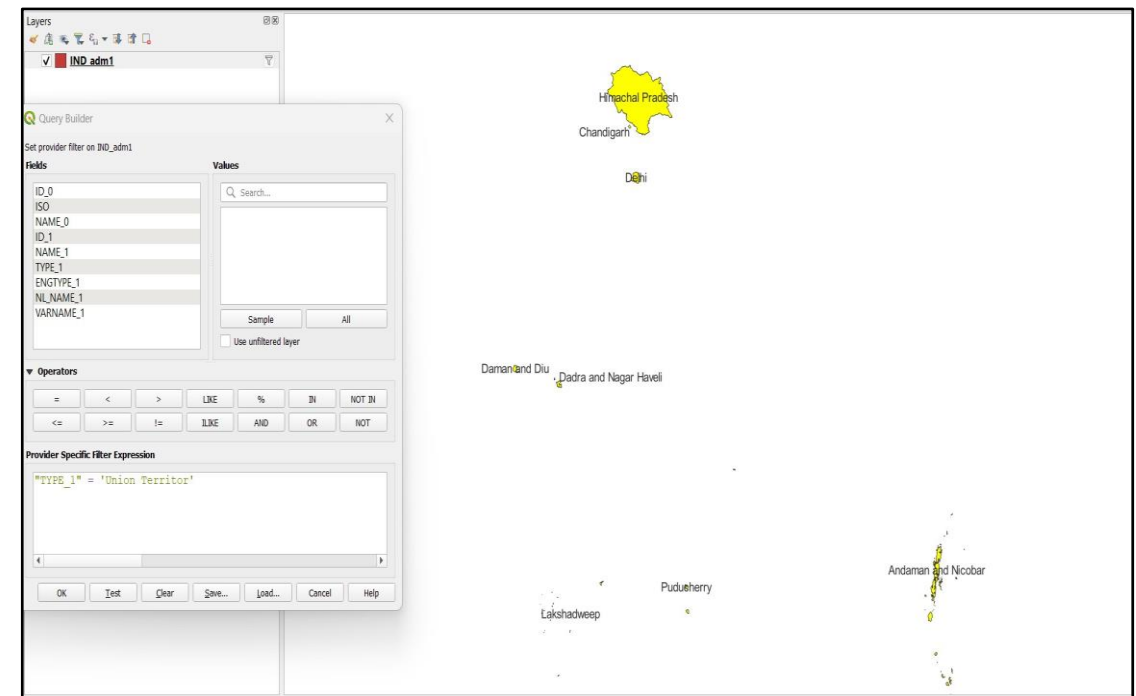 Layers
IND adm1
Query Builder
X
Set provider filter on IND_adm1
Fields
Values
ID_0
ISO
NAME_0
ID_1
NAME_1
TYPE_1
ENGTYPE_1
NL_NAME_1
VARNAME_1
Search...
Sample All
Use unfiltered layer
Operators
= < > LIKE % IN NOT IN
<= >= != ILIKE AND OR NOT
Provider Specific Filter Expression
"TYPE_1" = 'Union Territor'
OK Test Clear Save... Load... Cancel Help
Himachal Pradesh
Chandigarh
Delhi
Daman and Diu
Dadra and Nagar Haveli
Andaman and Nicobar
Puducherry
Lakshadweep